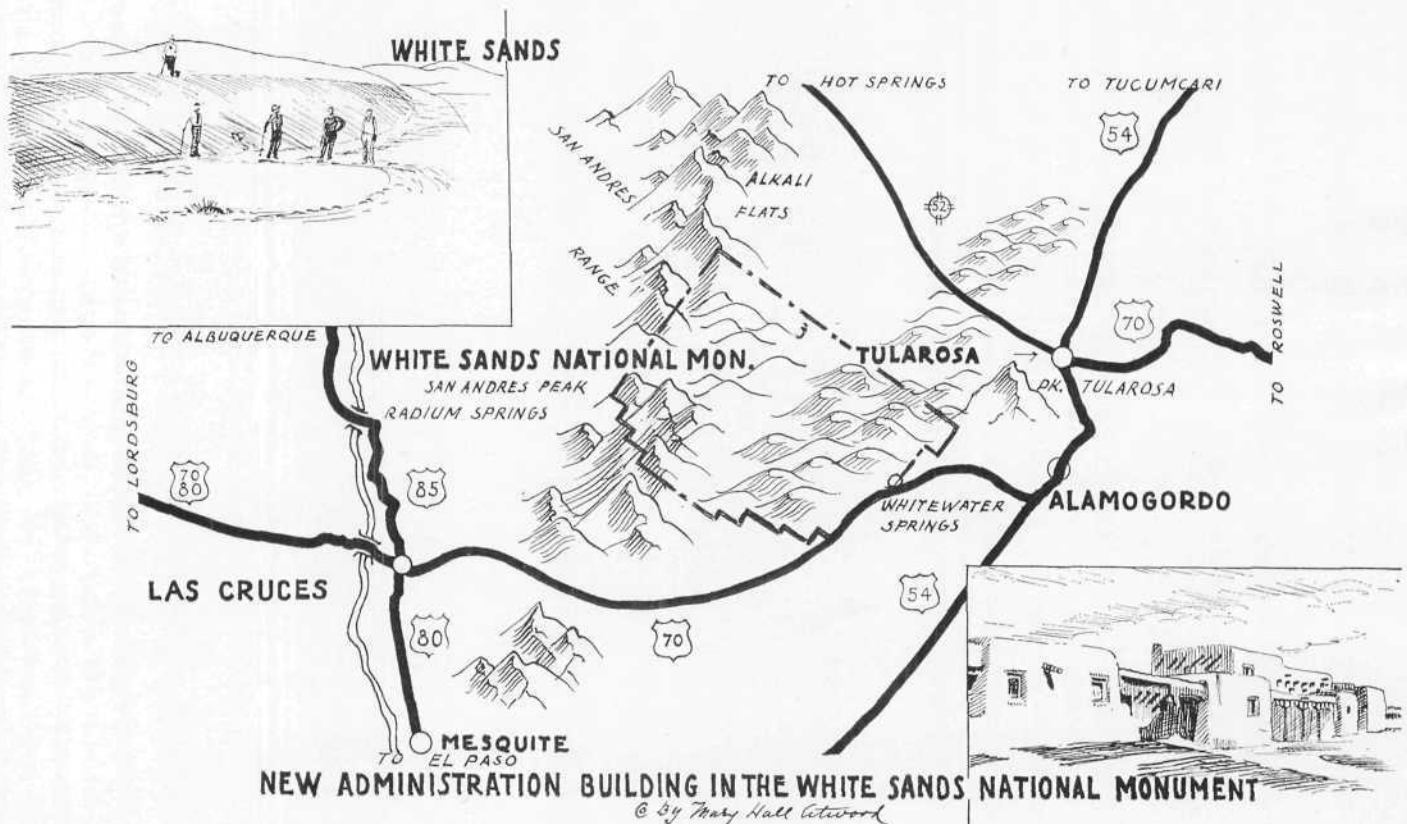 WHITE SANDS
TO HOT SPRINGS
TO TUCUMCARI
54
SAN ANDRES
RANGE
ALKALI
FLATS
52
70
TO ROSWELL
TO ALBUQUERQUE
WHITE SANDS NATIONAL MON.
TULAROSA
SAN ANDRES PEAK
PK. TULAROSA
RADIUM SPRINGS
TO LORDSBURG
70
80
85
WHITEWATER
SPRINGS
ALAMOGORDO
LAS CRUCES
54
80
70
MESQUITE
TO EL PASO
NEW ADMINISTRATION BUILDING IN THE WHITE SANDS NATIONAL MONUMENT
© By Mary Hall Atwood